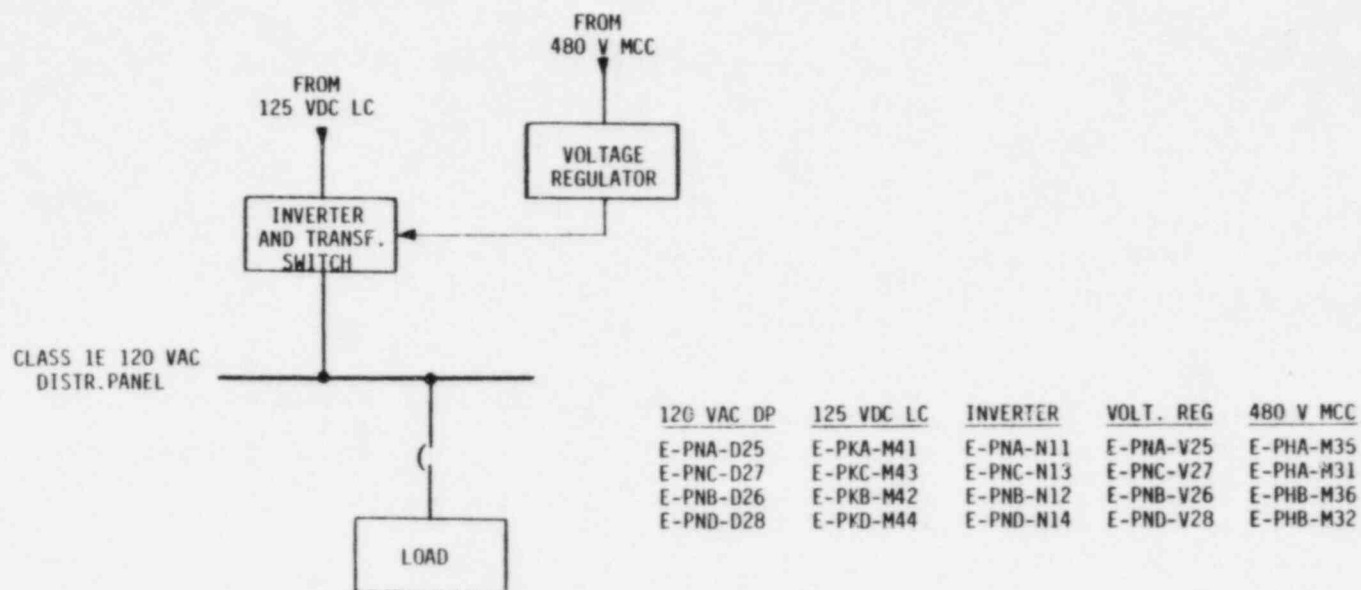 FROM
480 V MCC
FROM
125 VDC LC
VOLTAGE
REGULATOR
INVERTER
AND TRANSF.
SWITCH
CLASS 1E 120 VAC
DISTR.PANEL
120 VAC DP 125 VDC LC INVERTER VOLT. REG 480 V MCC
E-PNA-D25 E-PKA-M41 E-PNA-N11 E-PNA-V25 E-PHA-M35
E-PNC-D27 E-PKC-M43 E-PNC-N13 E-PNC-V27 E-PHA-M31
E-PNB-D26 E-PKB-M42 E-PNB-N12 E-PNB-V26 E-PHB-M36
E-PND-D28 E-PKD-M44 E-PND-N14 E-PND-V28 E-PHB-M32
LOAD